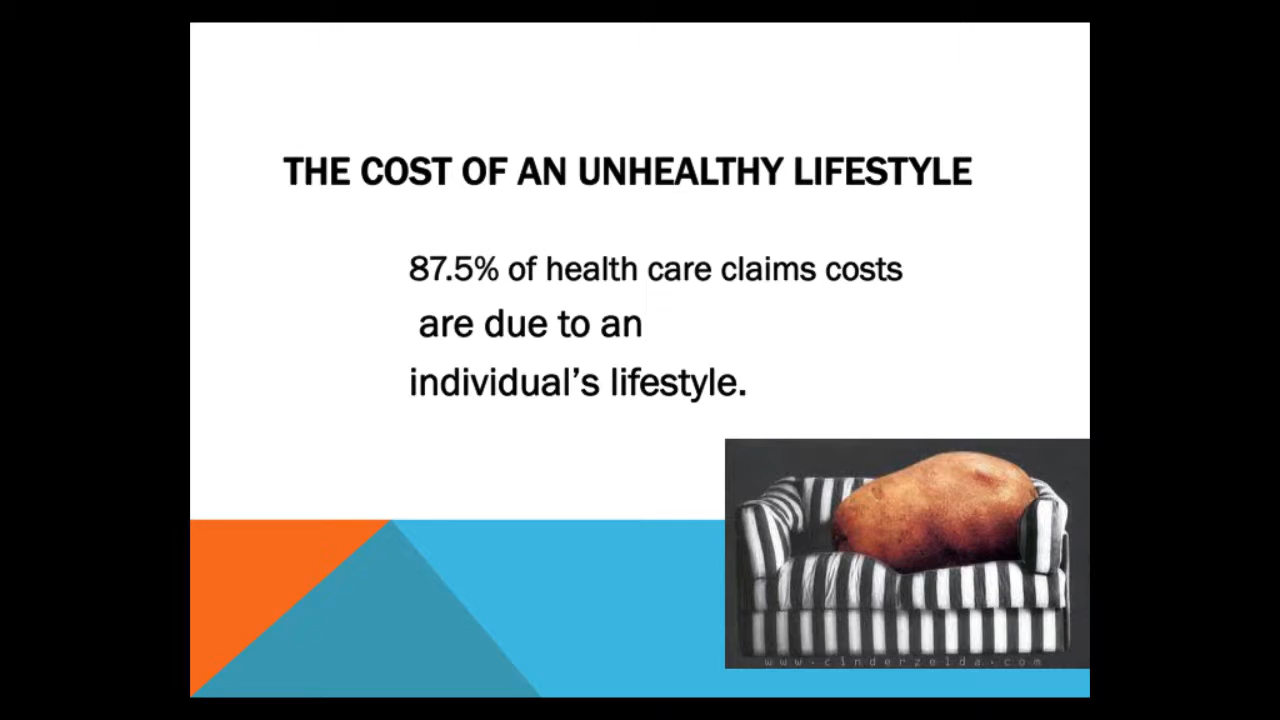 THE COST OF AN UNHEALTHY LIFESTYLE
87.5% of health care claims costs
are due to an
individual’s lifestyle.
www.cinderzelda.com